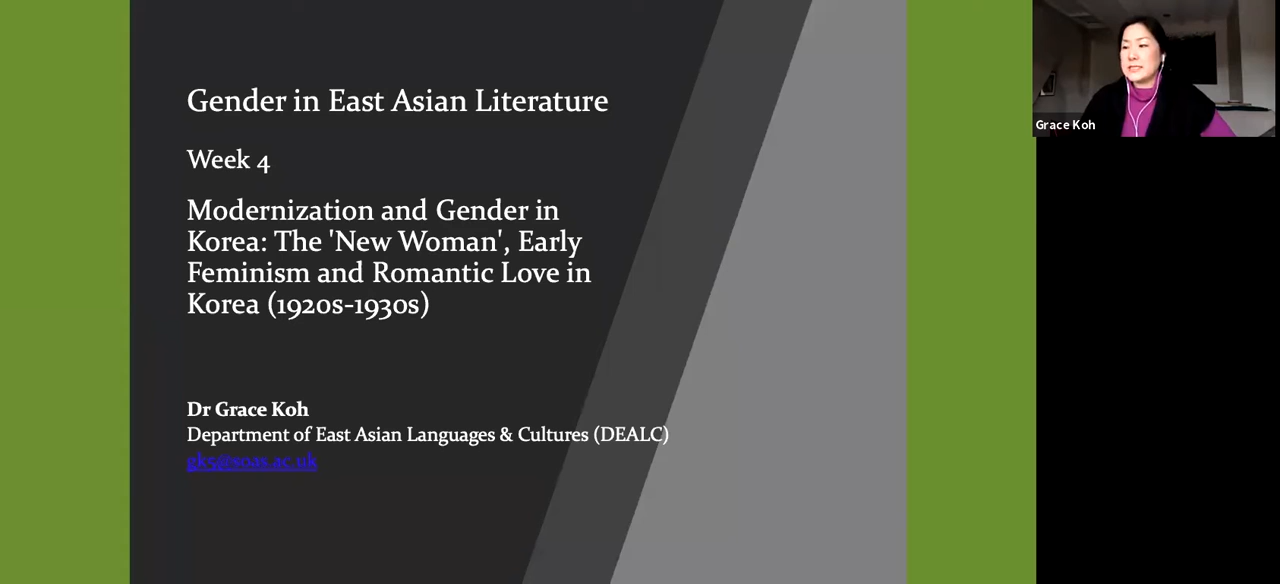 Gender in East Asian Literature
Week 4
Modernization and Gender in
Korea: The 'New Woman', Early
Feminism and Romantic Love in
Korea (1920s-1930s)
Dr Grace Koh
Department of East Asian Languages & Cultures (DEALC)
gk5@soas.ac.uk
Grace Koh